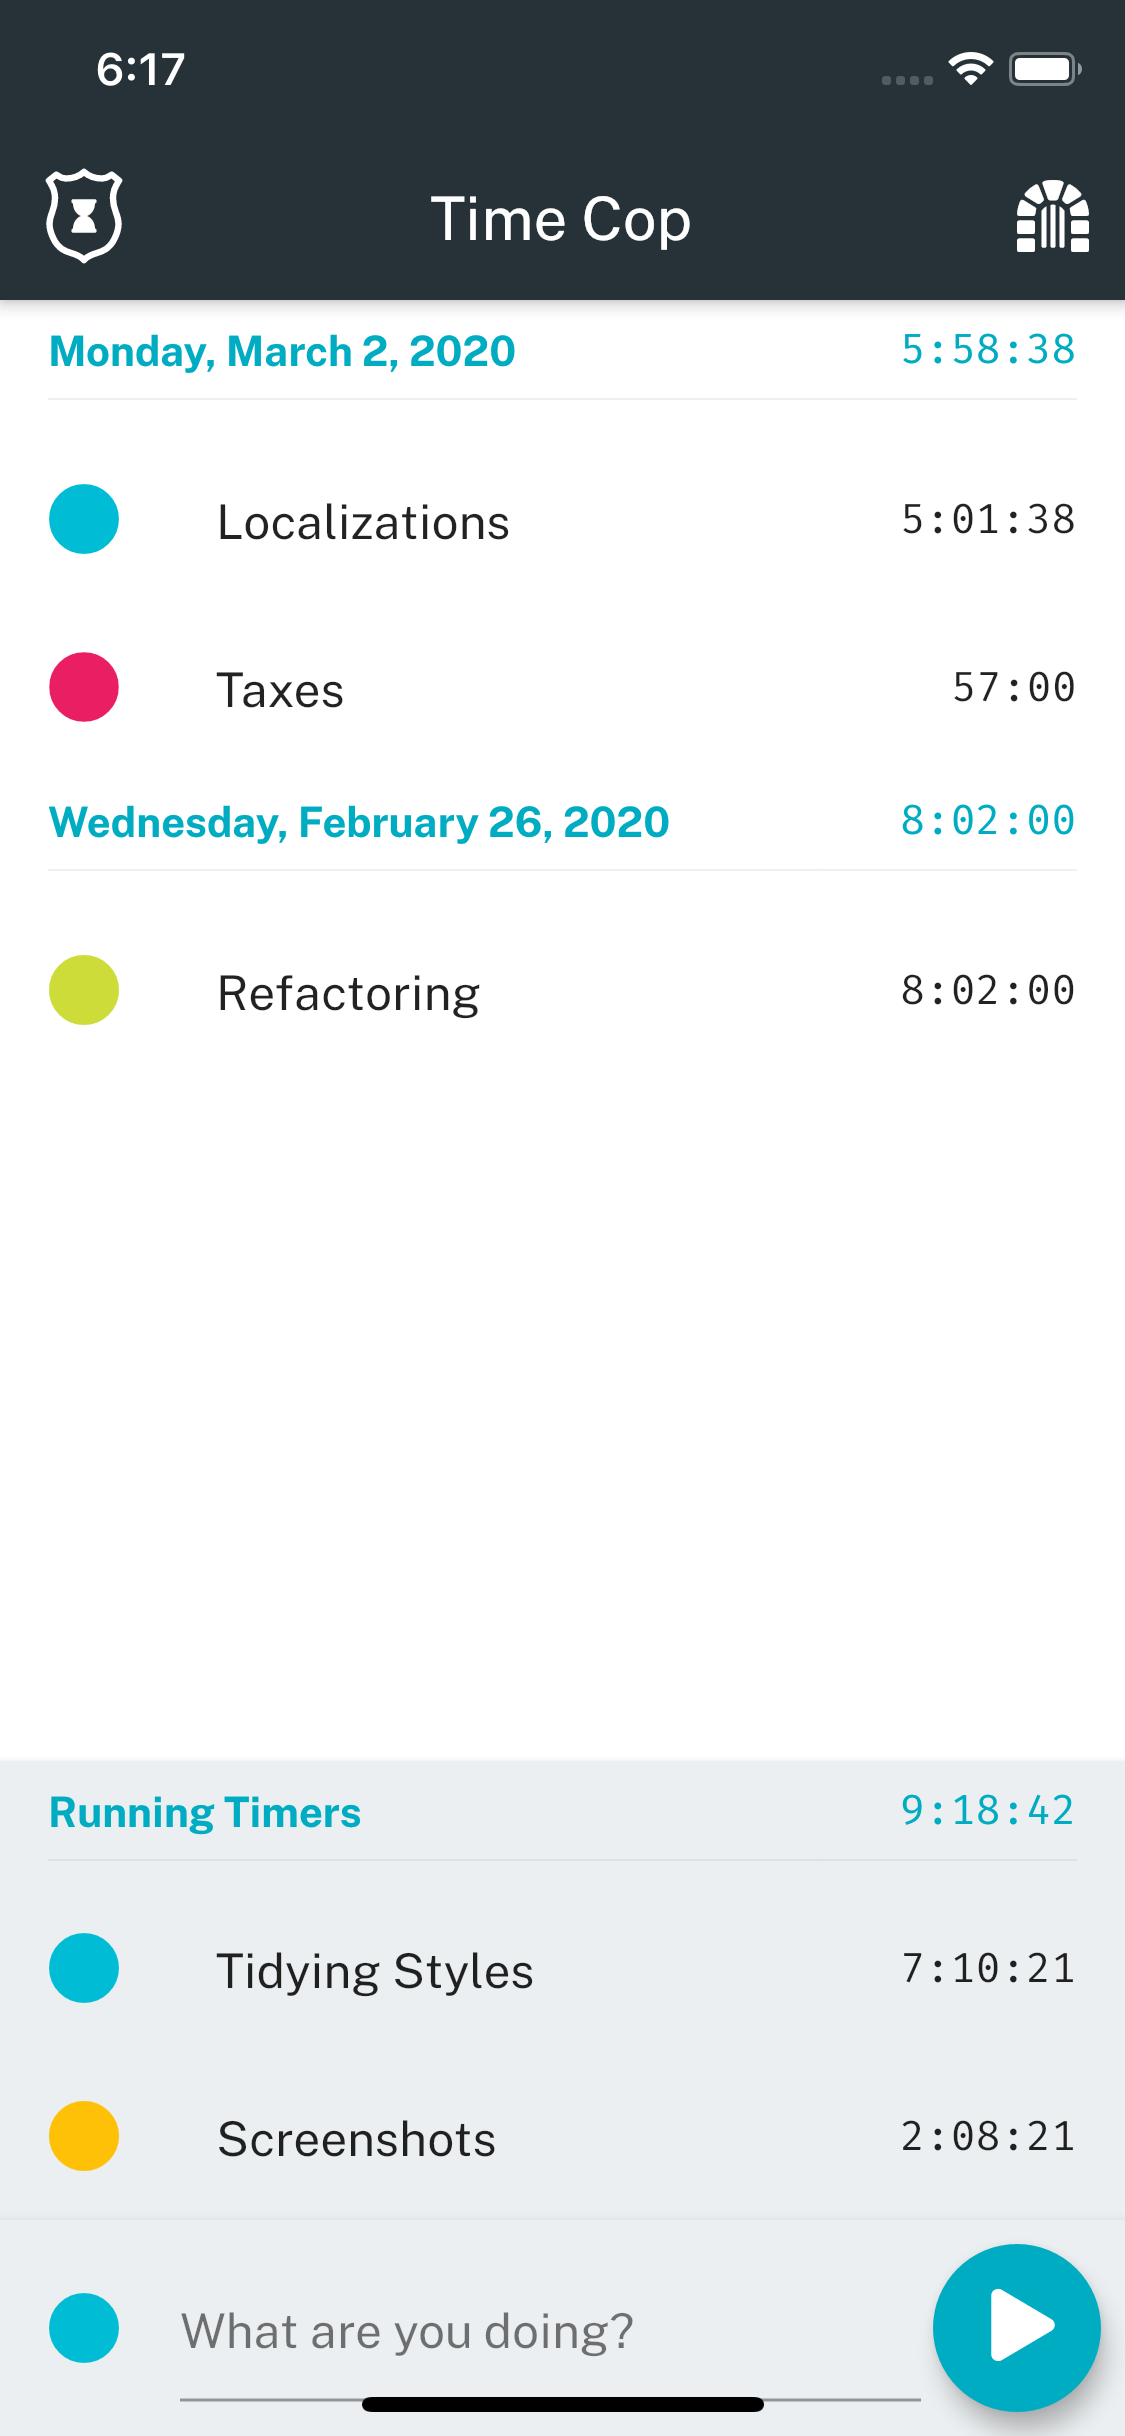 6:17
Time Cop
Monday, March 2, 2020 5:58:38
Localizations 5:01:38
Taxes 57:00
Wednesday, February 26, 2020 8:02:00
Refactoring 8:02:00
Running Timers 9:18:42
Tidying Styles 7:10:21
Screenshots 2:08:21
What are you doing?